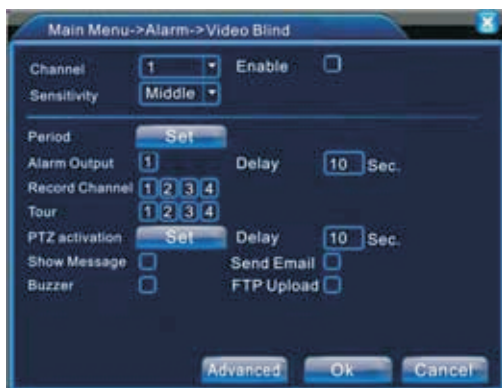 Main Menu->Alarm->Video Blind
Channel 1 Enable
Sensitivity Middle
Period Set
Alarm Output 1 Delay 10 Sec.
Record Channel 1 2 3 4
Tour 1 2 3 4
PTZ activation Set Delay 10 Sec.
Show Message Send Email
Buzzer FTP Upload
Advanced Ok Cancel